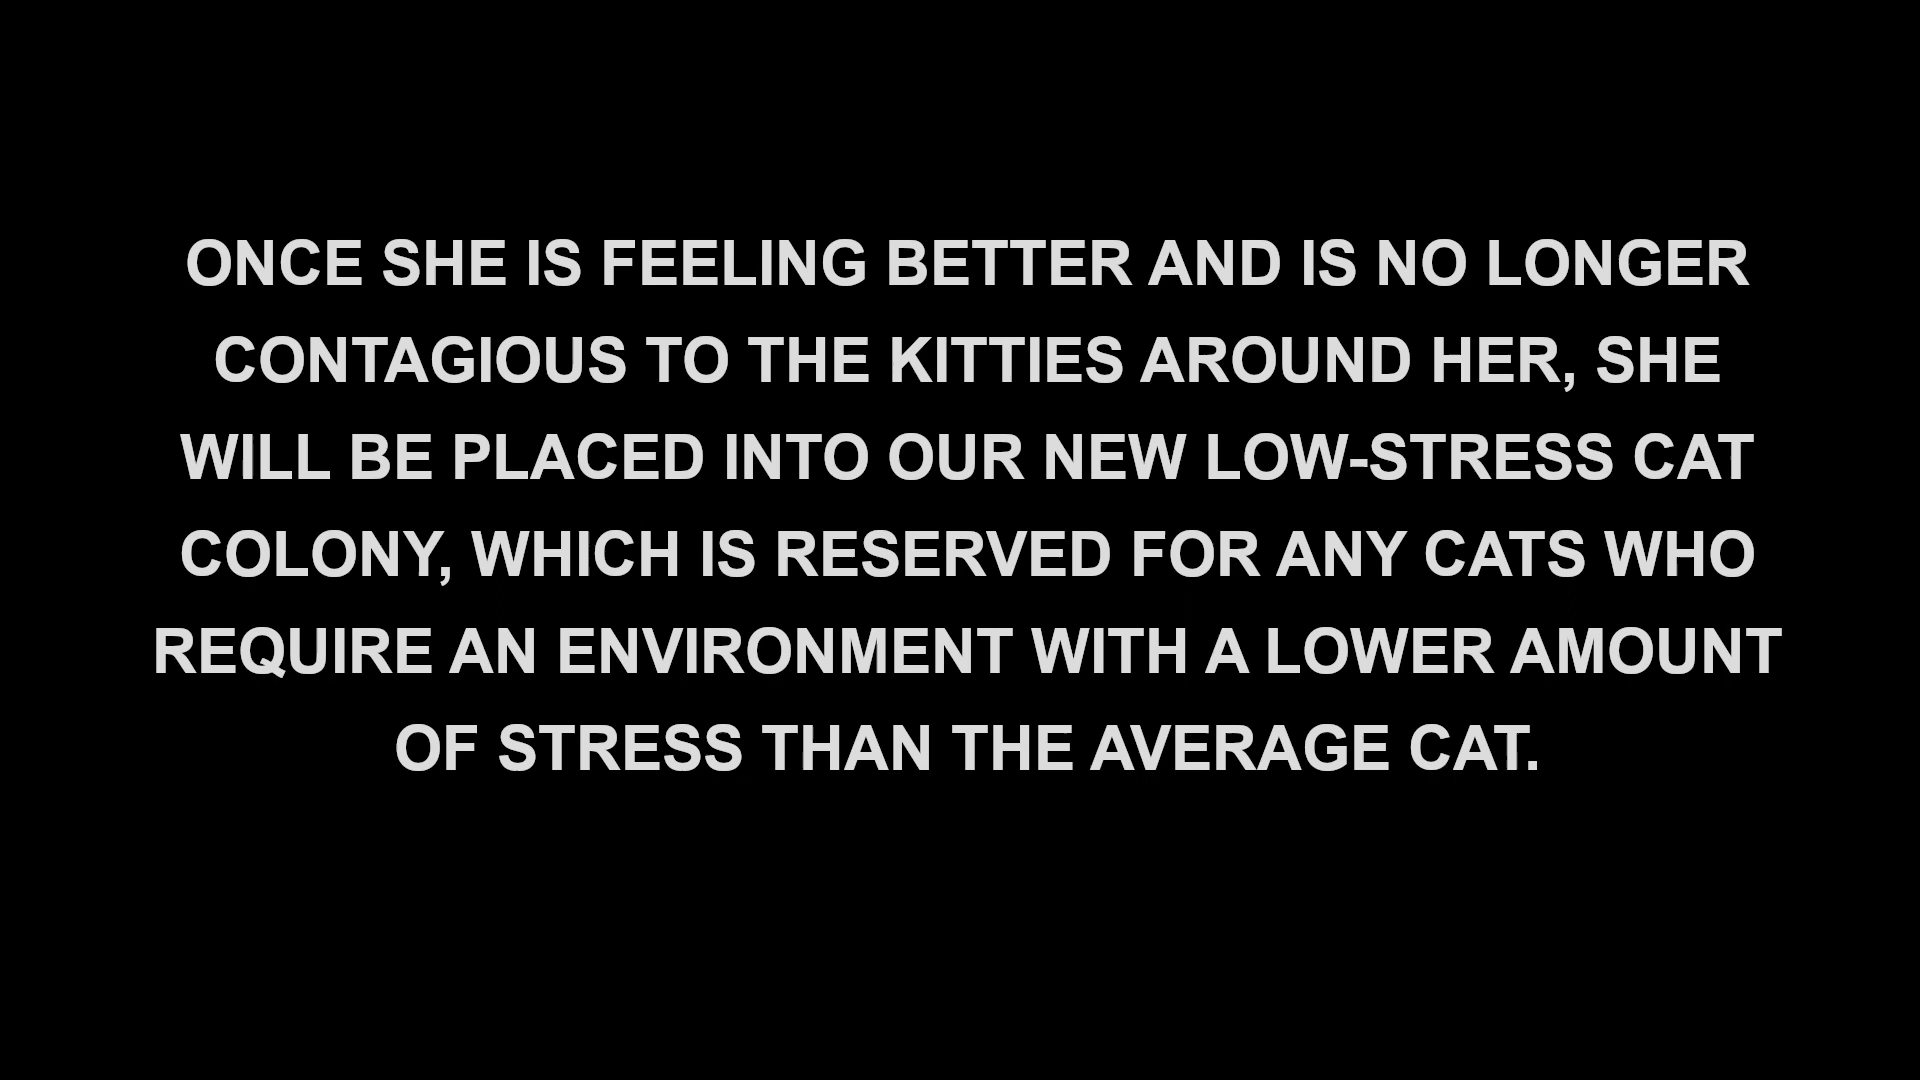 ONCE SHE IS FEELING BETTER AND IS NO LONGER
CONTAGIOUS TO THE KITTIES AROUND HER, SHE
WILL BE PLACED INTO OUR NEW LOW-STRESS CAT
COLONY, WHICH IS RESERVED FOR ANY CATS WHO
REQUIRE AN ENVIRONMENT WITH A LOWER AMOUNT
OF STRESS THAN THE AVERAGE CAT.